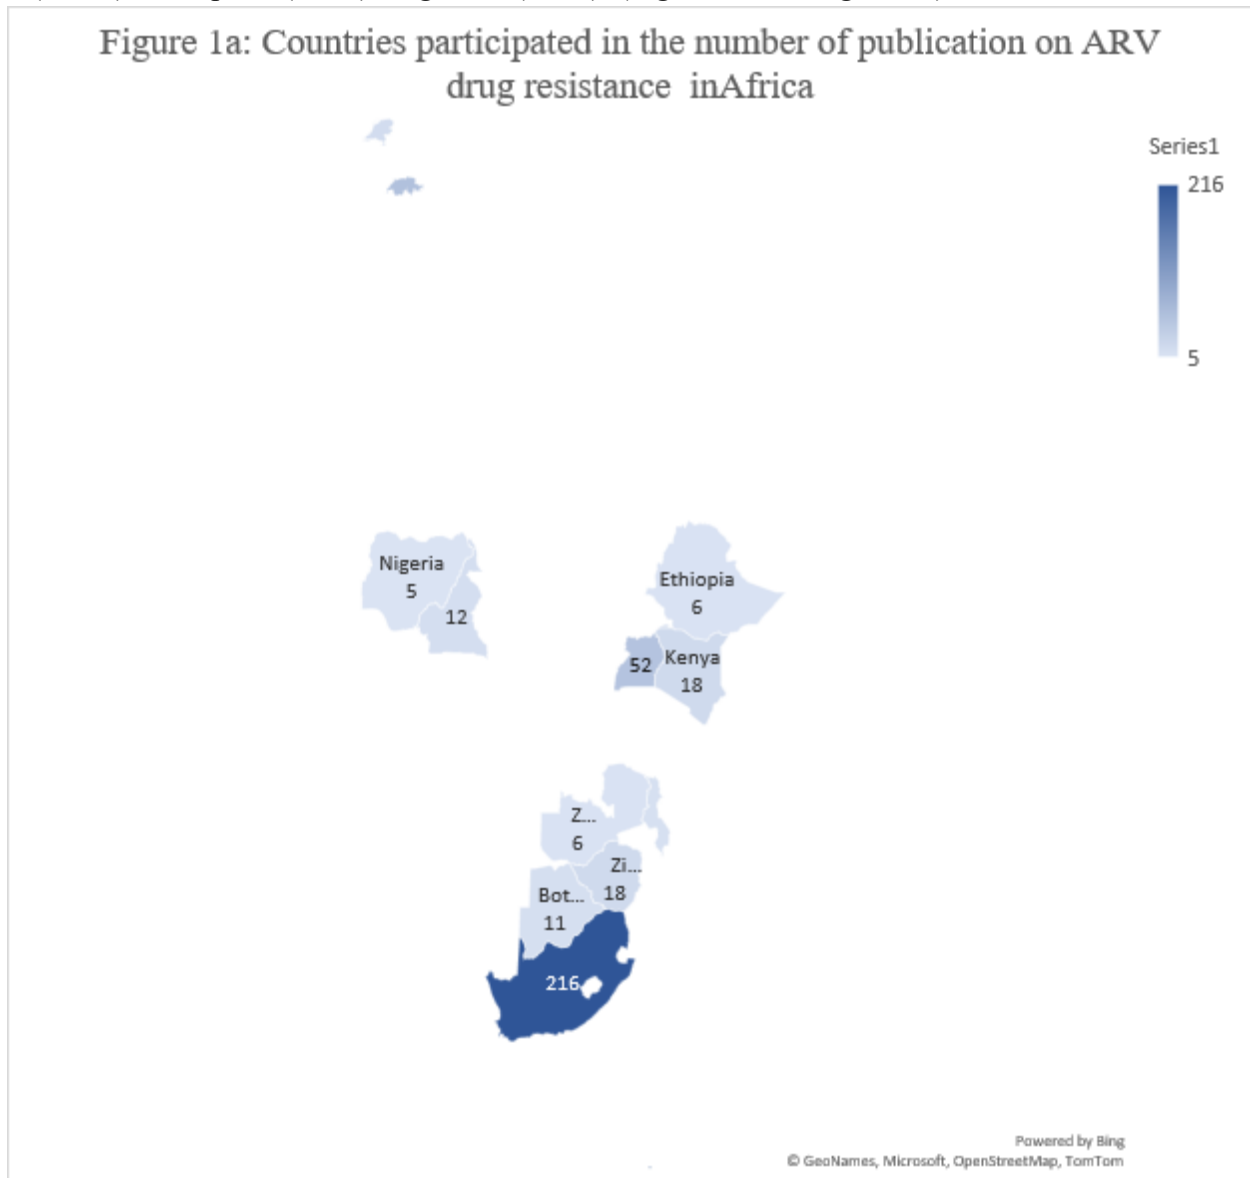 Figure 1a: Countries participated in the number of publication on ARV
drug resistance inAfrica
Series1
216
5
Nigeria
5
12
Ethiopia
6
52
Kenya
18
Z...
6
Zi...
18
Bot...
11
216
Powered by Bing
© GeoNames, Microsoft, OpenStreetMap, TomTom